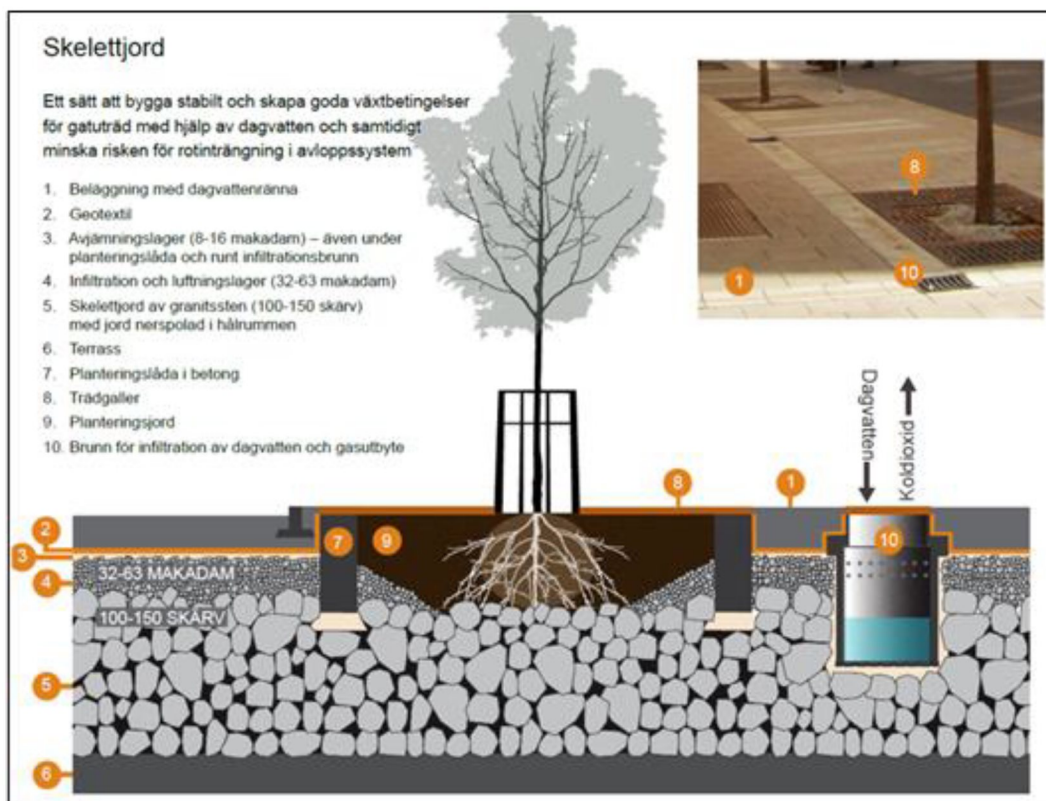 Skelettjord
Ett sätt att bygga stabilt och skapa goda växtbetingelser
för gatuträd med hjälp av dagvatten och samtidigt
minska risken för rotinträngning i avloppssystem
1. Beläggning med dagvattenränna
2. Geotextil
3. Avjämningslager (8-16 makadam) – även under
planteringslåda och runt infiltrationsbrunn
4. Infiltration och luftningslager (32-63 makadam)
5. Skelettjord av granitssten (100-150 skärv)
med jord nerspolad i hålrummen
6. Terrass
7. Planteringslåda i betong
8. Trädgaller
9. Planteringsjord
10. Brunn för infiltration av dagvatten och gasutbyte
8
1
10
Dagvatten
Koldioxid
8
1
2
7
9
10
3
32-63 MAKADAM
4
100-150 SKÄRV
5
6